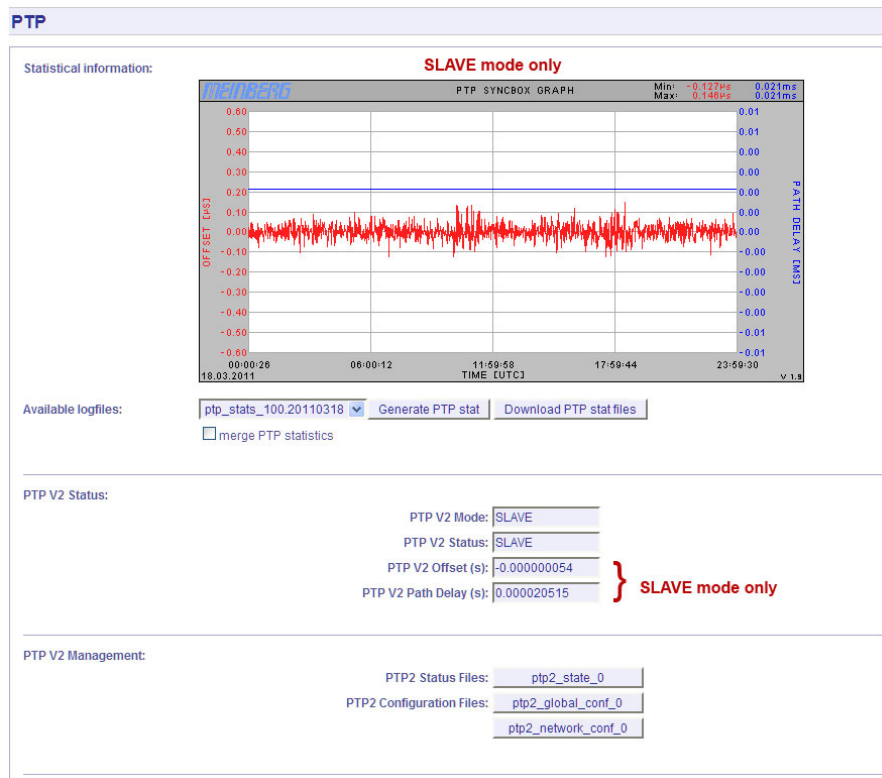 PTP
Statistical information:
SLAVE mode only
MEINBERG
PTP SYNCBOX GRAPH
Min: -0.127µs 0.021ms
Max: 0.146µs 0.021ms
0.60 0.01
0.50 0.01
0.40 0.00
0.30 0.00
0.20 0.00
0.10 0.00
0.00 0.00
-0.10 -0.00
-0.20 -0.00
-0.30 -0.00
-0.40 -0.00
-0.50 -0.01
-0.60 -0.01
OFFSET [µS]
PATH DELAY [MS]
00:00:26 06:00:12 11:59:58 17:59:44 23:59:30
18.03.2011 TIME [UTC] V 1.9
Available logfiles: ptp_stats_100.20110318 Generate PTP stat Download PTP stat files
merge PTP statistics
PTP V2 Status:
PTP V2 Mode: SLAVE
PTP V2 Status: SLAVE
PTP V2 Offset (s): -0.000000054
PTP V2 Path Delay (s): 0.000020515
} SLAVE mode only
PTP V2 Management:
PTP2 Status Files: ptp2_state_0
PTP2 Configuration Files: ptp2_global_conf_0
ptp2_network_conf_0